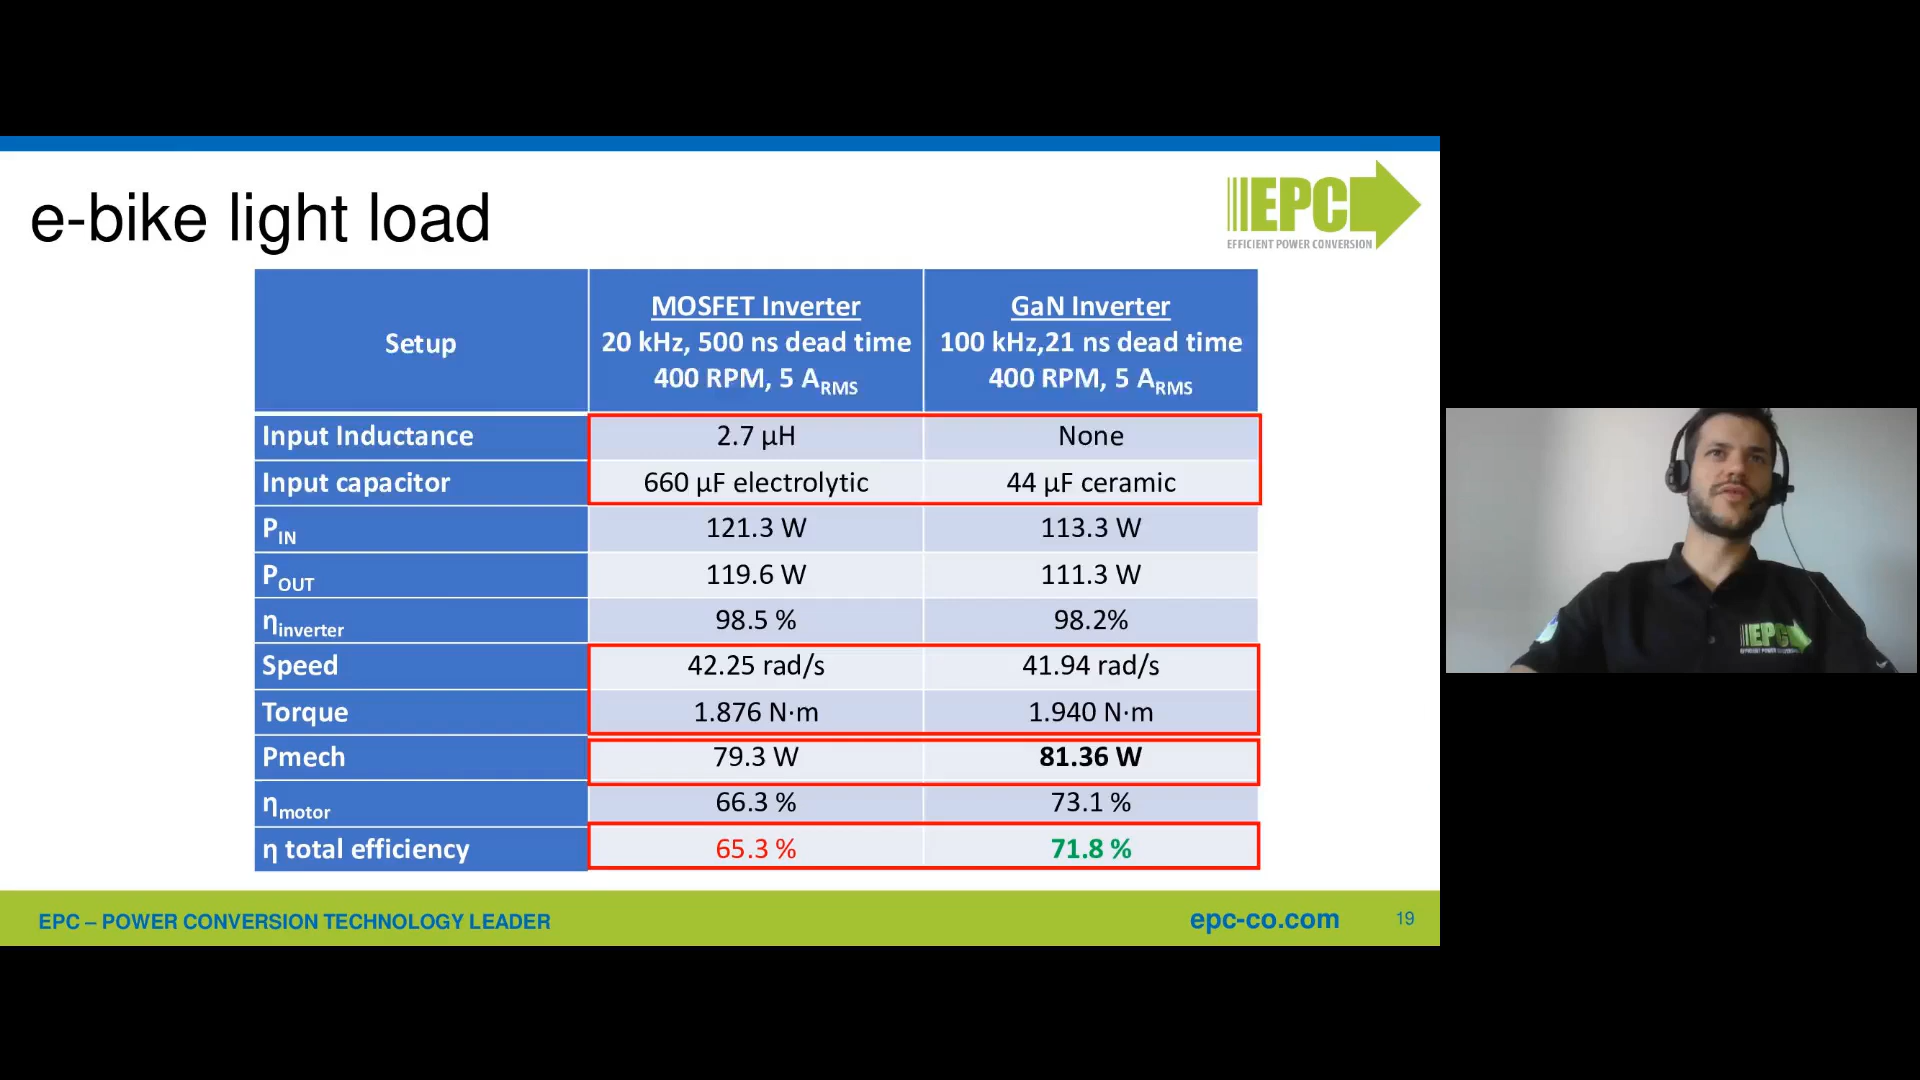 e-bike light load
EPC
EFFICIENT POWER CONVERSION
Setup
MOSFET Inverter
20 kHz, 500 ns dead time
400 RPM, 5 ARMS
GaN Inverter
100 kHz,21 ns dead time
400 RPM, 5 ARMS
Input Inductance 2.7 µH None
Input capacitor 660 µF electrolytic 44 µF ceramic
PIN 121.3 W 113.3 W
POUT 119.6 W 111.3 W
ηinverter 98.5 % 98.2%
Speed 42.25 rad/s 41.94 rad/s
Torque 1.876 N·m 1.940 N·m
Pmech 79.3 W 81.36 W
ηmotor 66.3 % 73.1 %
η total efficiency 65.3 % 71.8 %
EPC – POWER CONVERSION TECHNOLOGY LEADER
epc-co.com
19
EPC